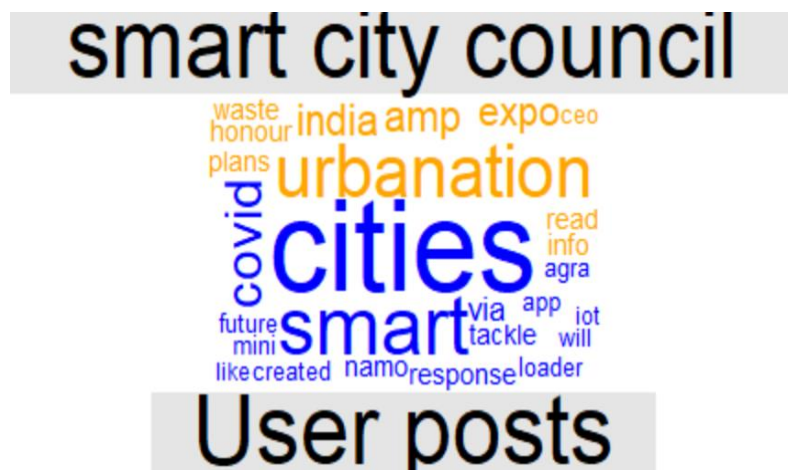 smart city council
waste
honour india amp expo ceo
plans urbanation
covid cities read
info
agra
future smart via app iot
mini tackle will
like created namo response loader
User posts